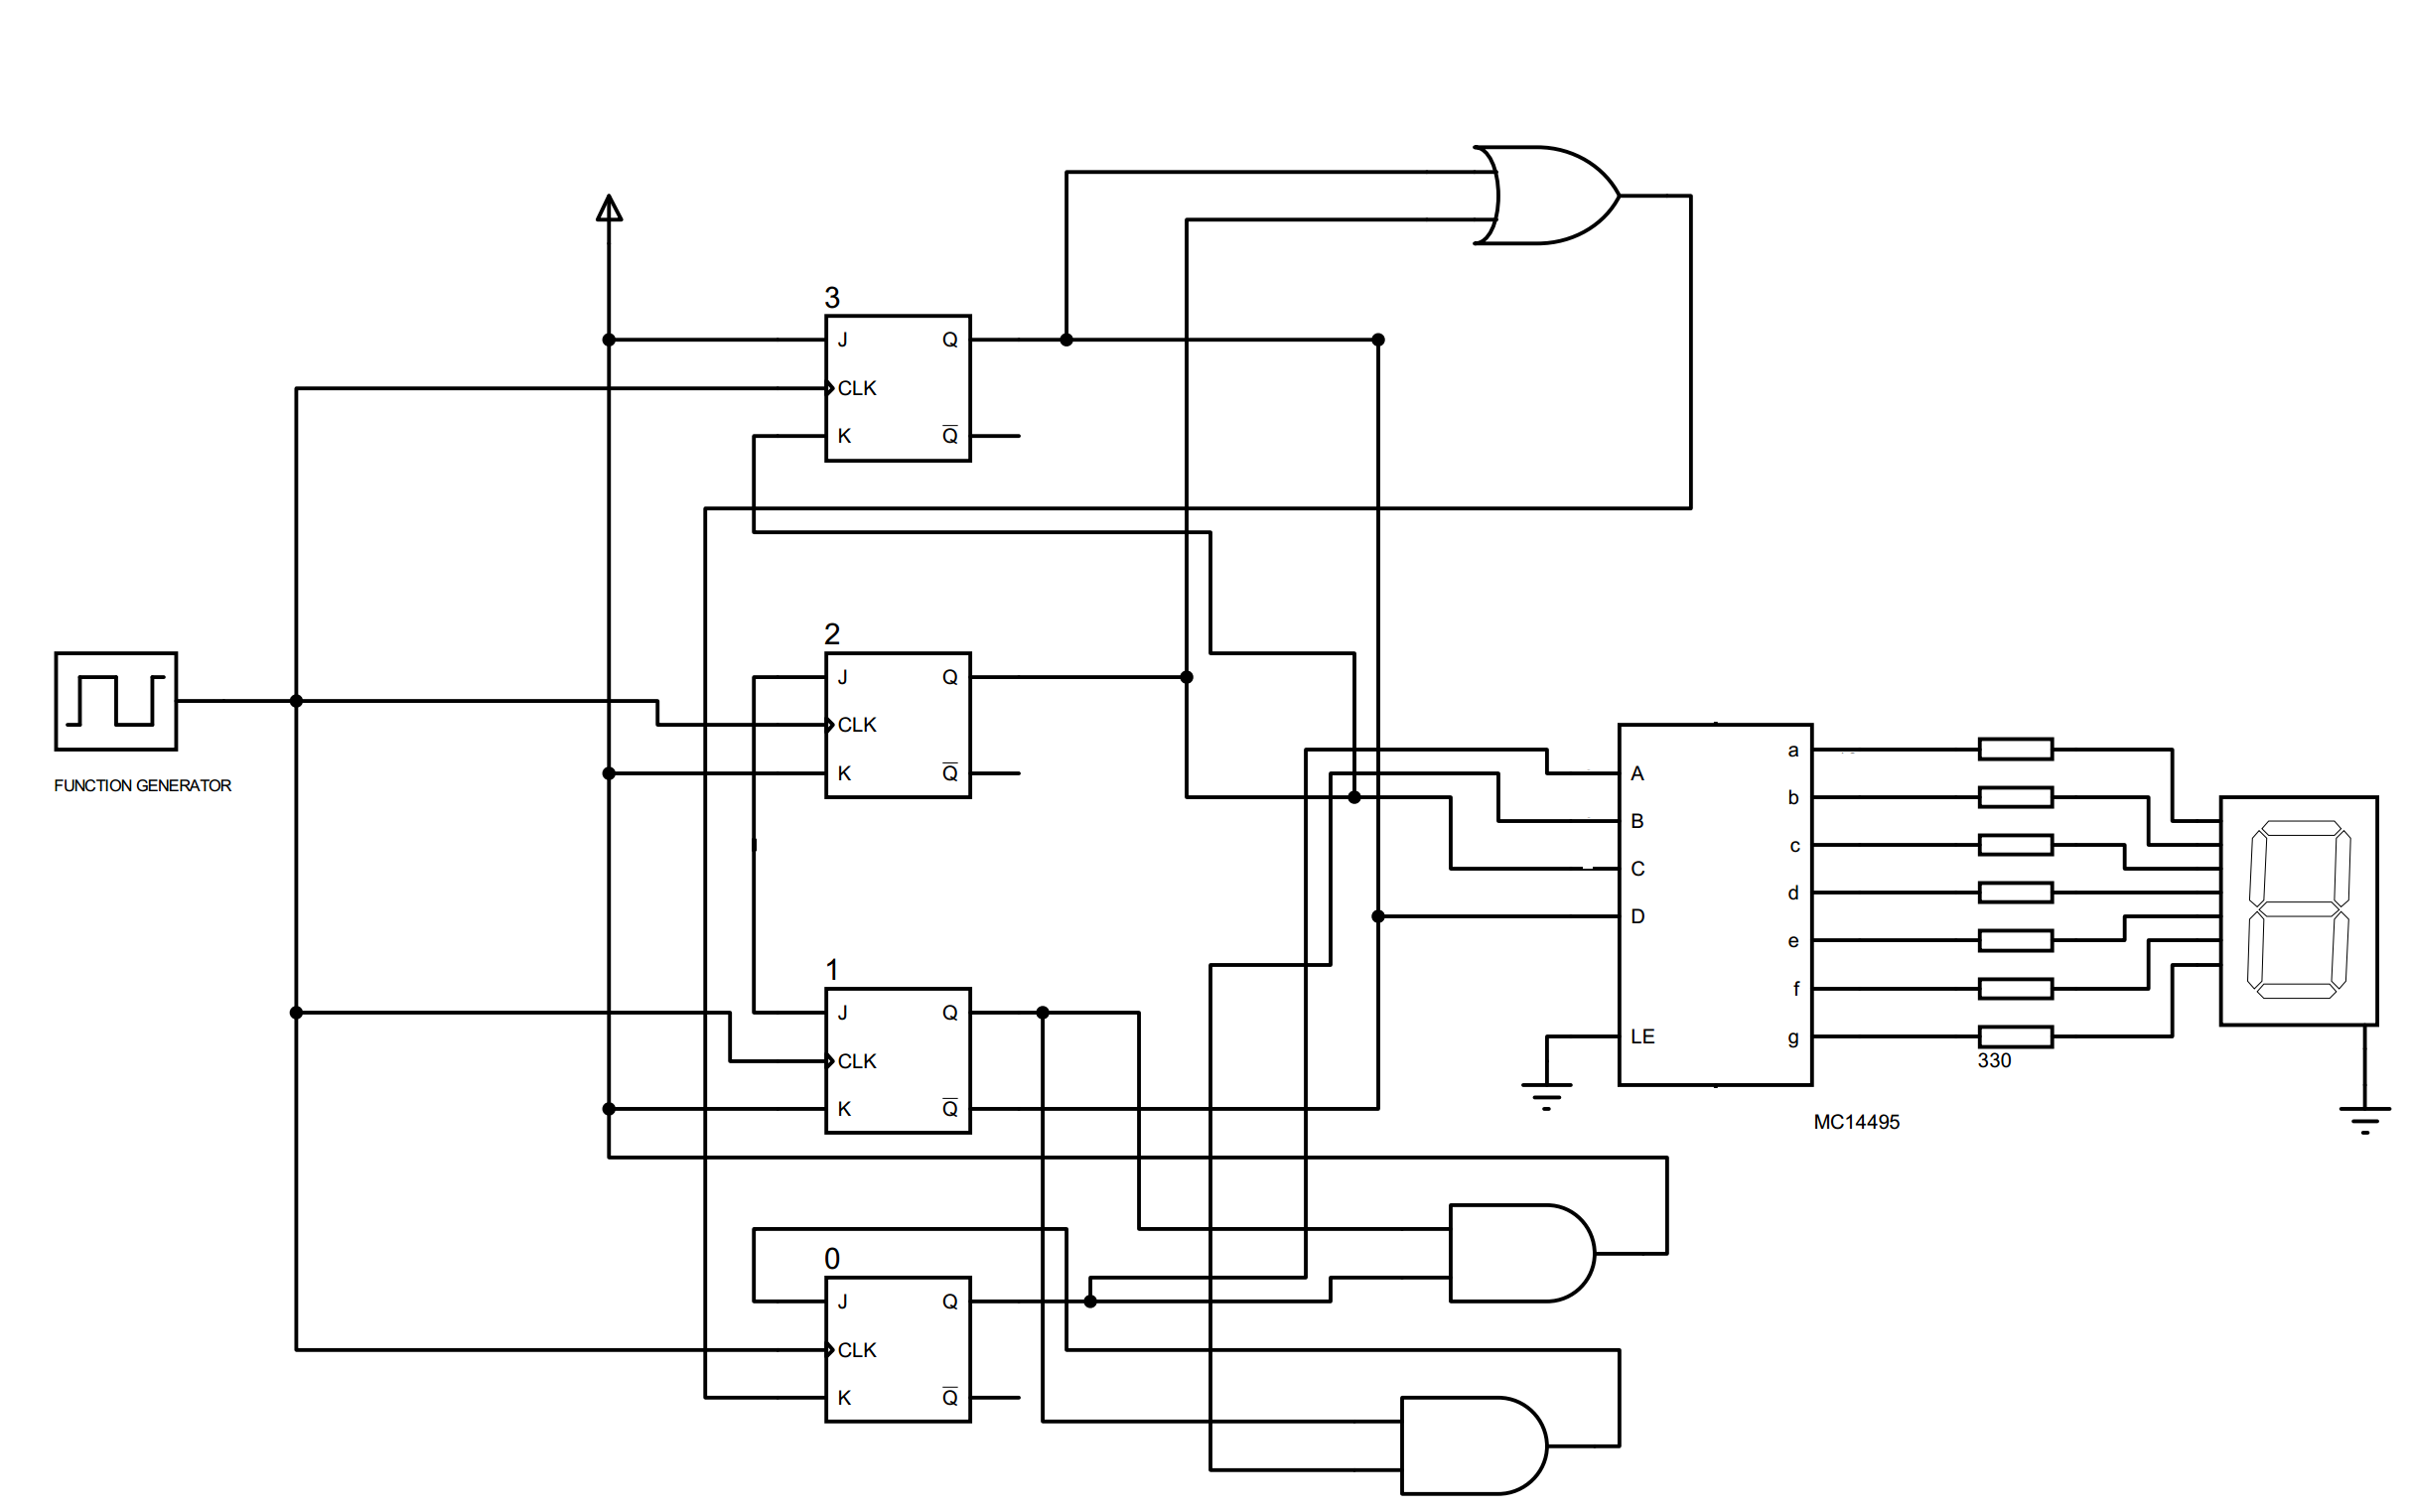 3
J Q
CLK
K Q̅
2
J Q
CLK
K Q̅
FUNCTION GENERATOR
1
J Q
CLK
K Q̅
0
J Q
CLK
K Q̅
A
B
C
D
LE
a
b
c
d
e
f
g
MC14495
330